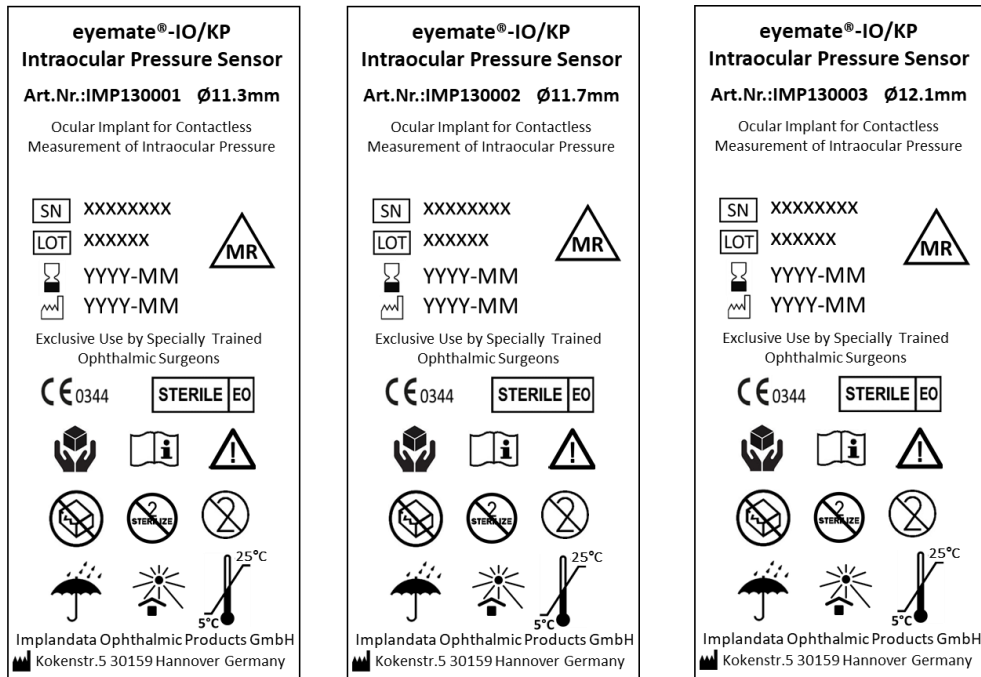 eyemate®-IO/KP
Intraocular Pressure Sensor
Art.Nr.:IMP130001 Ø11.3mm
Ocular Implant for Contactless
Measurement of Intraocular Pressure
SN XXXXXXXX
LOT XXXXXX
MR
YYYY-MM
YYYY-MM
Exclusive Use by Specially Trained
Ophthalmic Surgeons
CE 0344 STERILE EO
i !
2 STERILIZE 2
25°C
5°C
Implandata Ophthalmic Products GmbH
Kokenstr.5 30159 Hannover Germany
eyemate®-IO/KP
Intraocular Pressure Sensor
Art.Nr.:IMP130002 Ø11.7mm
Ocular Implant for Contactless
Measurement of Intraocular Pressure
SN XXXXXXXX
LOT XXXXXX
MR
YYYY-MM
YYYY-MM
Exclusive Use by Specially Trained
Ophthalmic Surgeons
CE 0344 STERILE EO
i !
2 STERILIZE 2
25°C
5°C
Implandata Ophthalmic Products GmbH
Kokenstr.5 30159 Hannover Germany
eyemate®-IO/KP
Intraocular Pressure Sensor
Art.Nr.:IMP130003 Ø12.1mm
Ocular Implant for Contactless
Measurement of Intraocular Pressure
SN XXXXXXXX
LOT XXXXXX
MR
YYYY-MM
YYYY-MM
Exclusive Use by Specially Trained
Ophthalmic Surgeons
CE 0344 STERILE EO
i !
2 STERILIZE 2
25°C
5°C
Implandata Ophthalmic Products GmbH
Kokenstr.5 30159 Hannover Germany